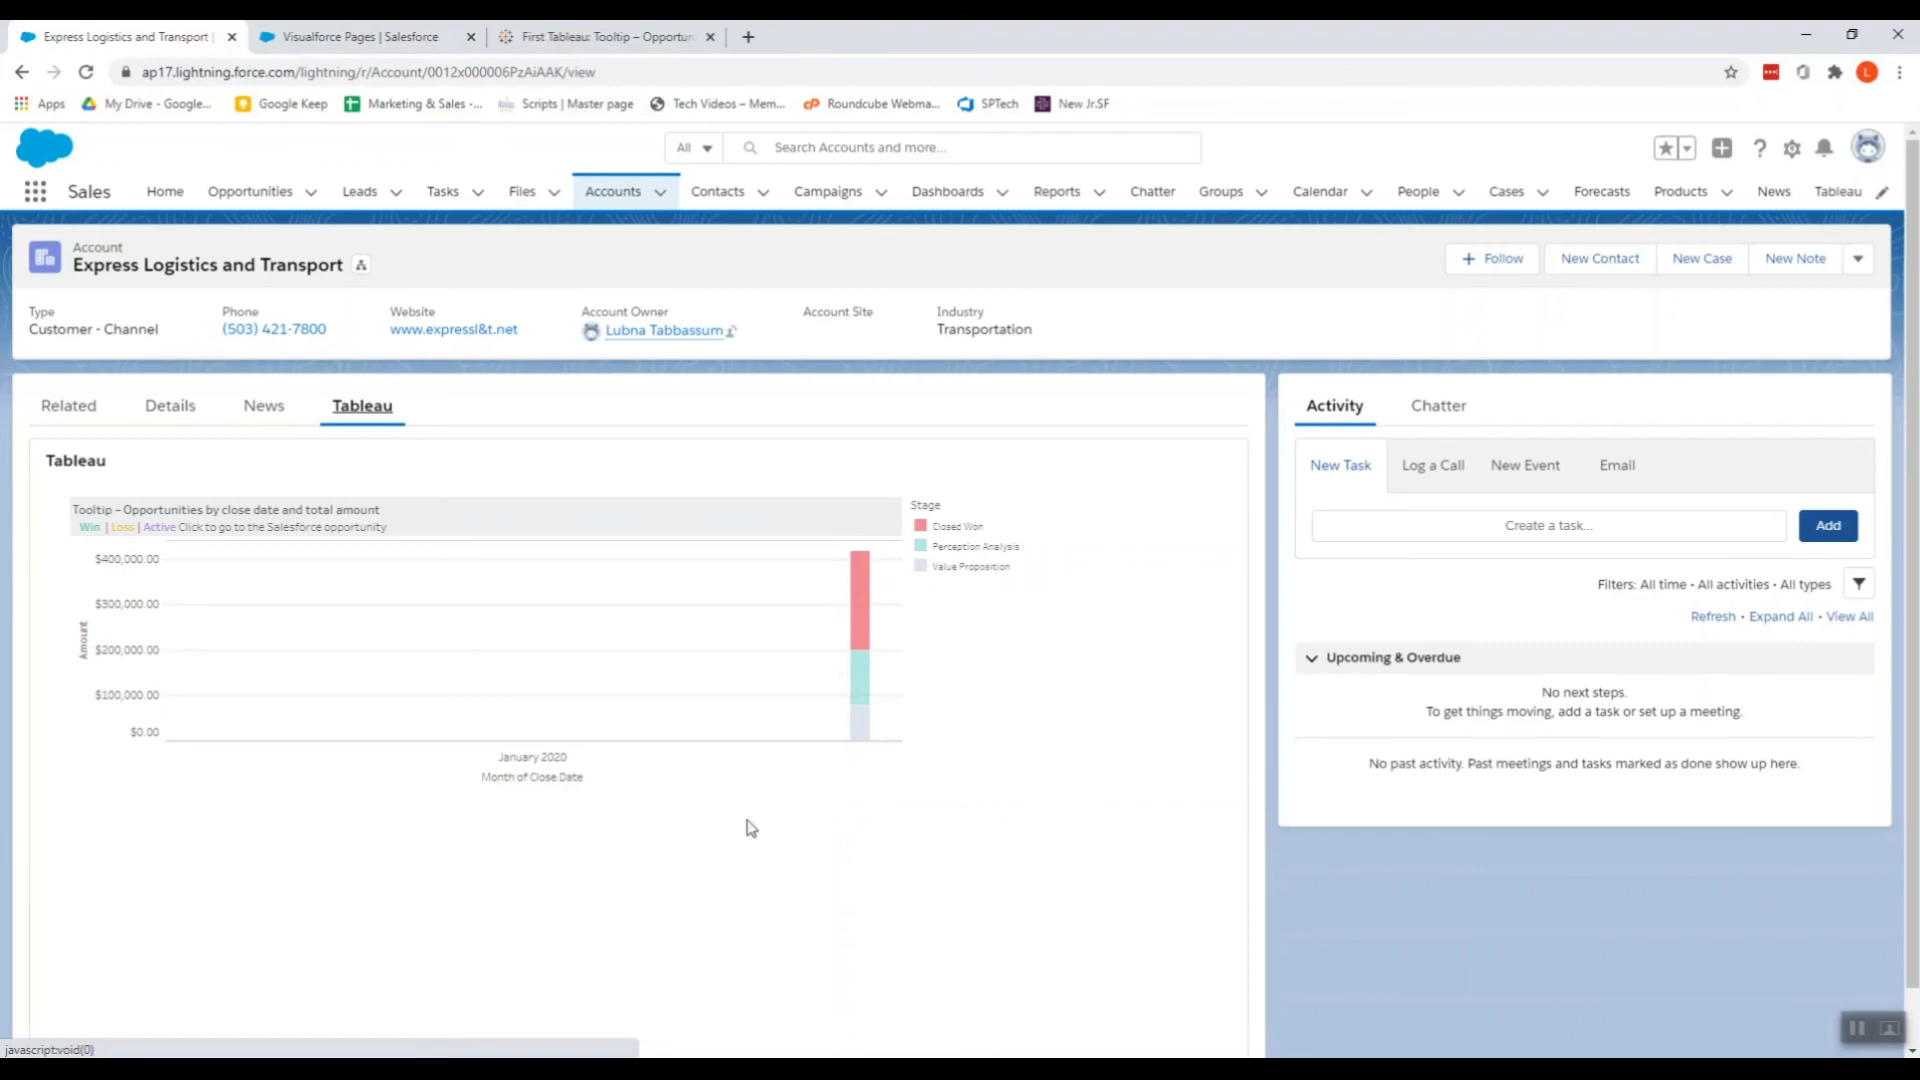 Express Logistics and Transport |
Visualforce Pages | Salesforce
First Tableau: Tooltip – Opportun
ap17.lightning.force.com/lightning/r/Account/0012x000006PzAiAAK/view
L
Apps
My Drive - Google...
Google Keep
Marketing & Sales -...
Scripts | Master page
Tech Videos – Mem...
Roundcube Webma...
SPTech
New Jr.SF
All
Search Accounts and more...
Sales
Home
Opportunities
Leads
Tasks
Files
Accounts
Contacts
Campaigns
Dashboards
Reports
Chatter
Groups
Calendar
People
Cases
Forecasts
Products
News
Tableau
Account
Express Logistics and Transport
+ Follow
New Contact
New Case
New Note
Type
Customer - Channel
Phone
(503) 421-7800
Website
www.expressl&t.net
Account Owner
Lubna Tabbassum
Account Site
Industry
Transportation
Related
Details
News
Tableau
Tableau
Tooltip – Opportunities by close date and total amount
Win | Loss | Active Click to go to the Salesforce opportunity
Stage
Closed Won
Perception Analysis
Value Proposition
Amount
$400,000.00
$300,000.00
$200,000.00
$100,000.00
$0.00
January 2020
Month of Close Date
Activity
Chatter
New Task
Log a Call
New Event
Email
Create a task...
Add
Filters: All time • All activities • All types
Refresh • Expand All • View All
Upcoming & Overdue
No next steps.
To get things moving, add a task or set up a meeting.
No past activity. Past meetings and tasks marked as done show up here.
javascript:void(0)